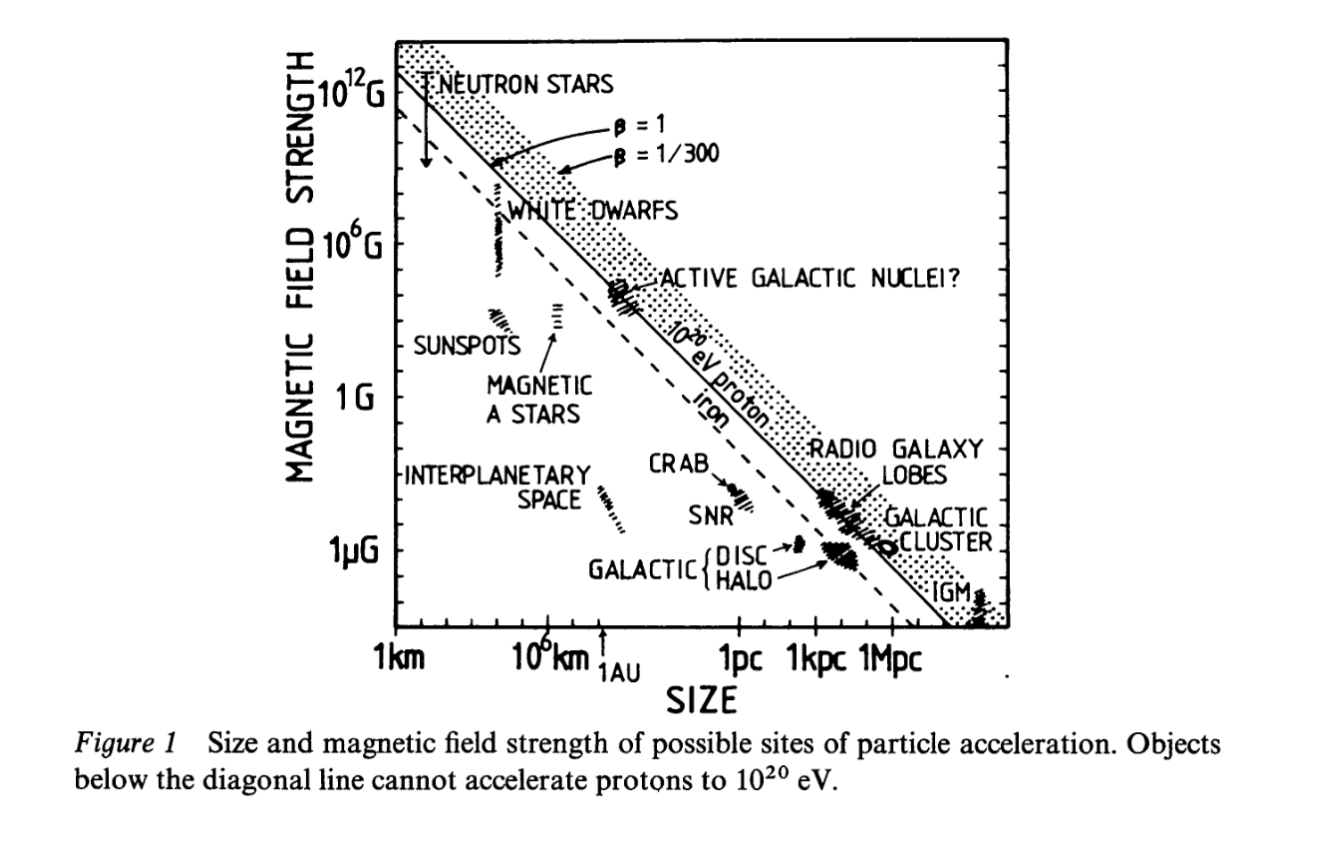 MAGNETIC FIELD STRENGTH
10¹²G
10⁶G
1G
1µG
NEUTRON STARS
β = 1
β = 1/300
WHITE DWARFS
ACTIVE GALACTIC NUCLEI?
SUNSPOTS
MAGNETIC
A STARS
10²⁰ eV proton
iron
RADIO GALAXY
LOBES
CRAB
INTERPLANETARY
SPACE
SNR
GALACTIC
CLUSTER
GALACTIC { DISC
HALO
IGM
1km
10⁶km
1AU
1pc
1kpc
1Mpc
SIZE
Figure 1 Size and magnetic field strength of possible sites of particle acceleration. Objects
below the diagonal line cannot accelerate protons to 10²⁰ eV.